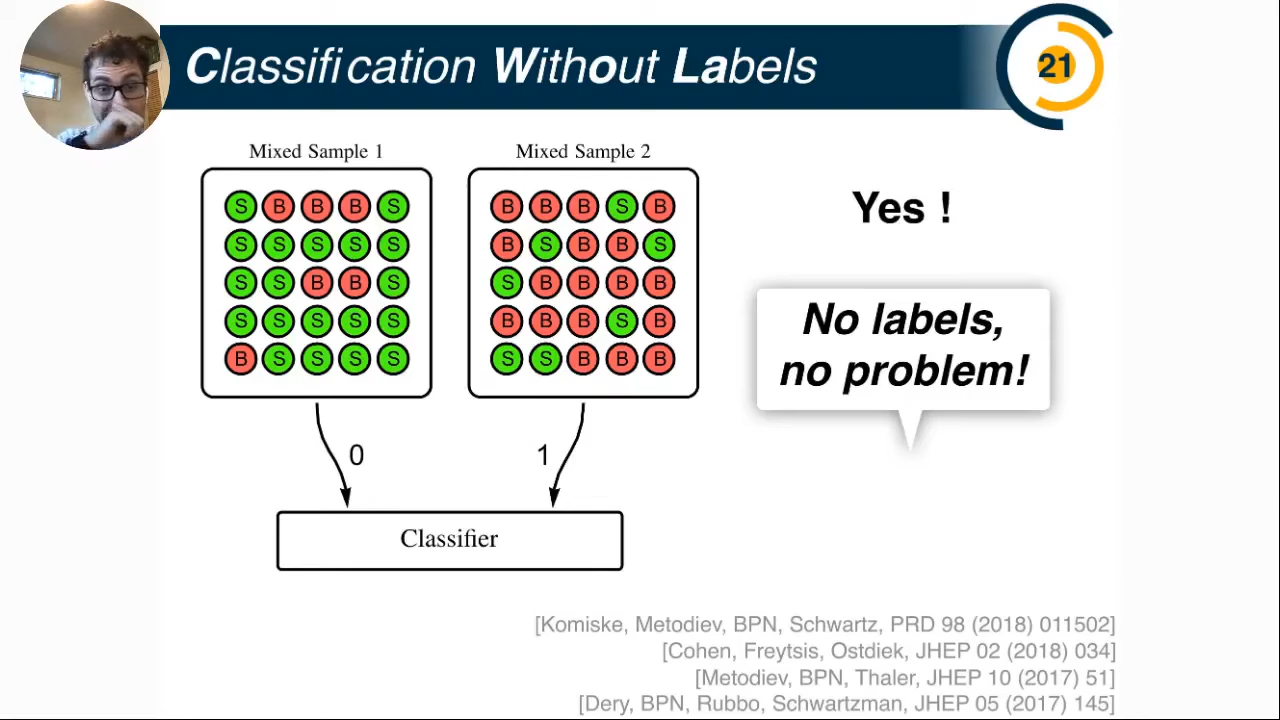 Classification Without Labels
21
Mixed Sample 1
Mixed Sample 2
S B B B S
B B B S B
S S S S S
B S B B S
S S B B S
S B B B B
S S S S S
B B B S B
B S S S S
S S B B B
Yes !
No labels,
no problem!
0
1
Classifier
[Komiske, Metodiev, BPN, Schwartz, PRD 98 (2018) 011502]
[Cohen, Freytsis, Ostdiek, JHEP 02 (2018) 034]
[Metodiev, BPN, Thaler, JHEP 10 (2017) 51]
[Dery, BPN, Rubbo, Schwartzman, JHEP 05 (2017) 145]